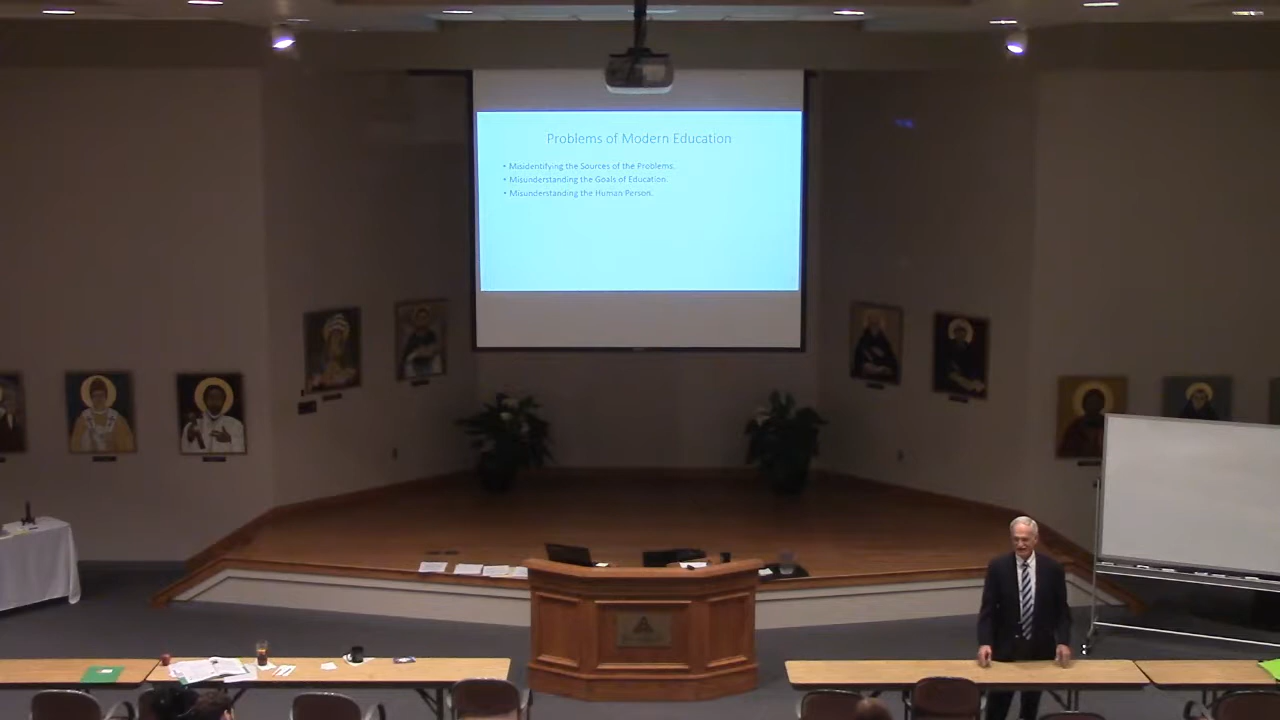 Problems of Modern Education
• Misidentifying the Sources of the Problems.
• Misunderstanding the Goals of Education.
• Misunderstanding the Human Person.